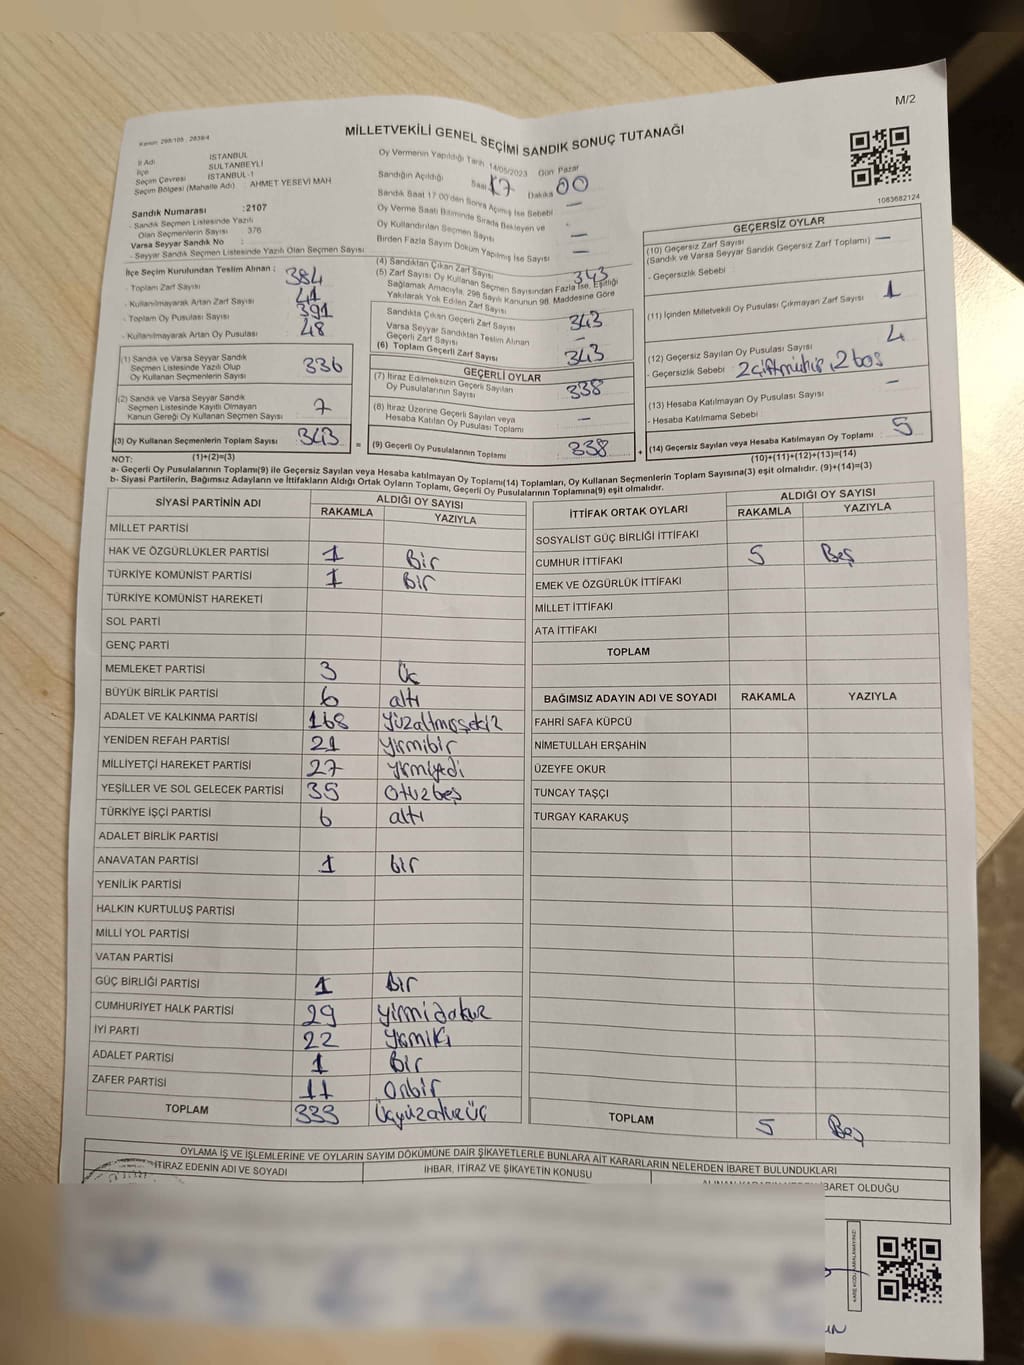 M/2
Kanun: 298/105 - 2839/4
MİLLETVEKİLİ GENEL SEÇİMİ SANDIK SONUÇ TUTANAĞI
İl Adı : İSTANBUL
İlçe : SULTANBEYLİ
Seçim Çevresi : İSTANBUL-1
Seçim Bölgesi (Mahalle Adı) : AHMET YESEVİ MAH
Sandık Numarası :2107
- Sandık Seçmen Listesinde Yazılı Olan Seçmenlerin Sayısı : 376
Varsa Seyyar Sandık No :
- Seyyar Sandık Seçmen Listesinde Yazılı Olan Seçmen Sayısı :
Oy Vermenin Yapıldığı Tarih : 14/05/2023 Gün Pazar
Sandığın Açıldığı Saat 17 Dakika 00
Sandık Saat 17 00'den Sonra Açılmış İse Sebebi —
Oy Verme Saati Bitiminde Sırada Bekleyen ve Oy Kullandırılan Seçmen Sayısı —
Birden Fazla Sayım Döküm Yapılmış İse Sayısı —
1083682124
İlçe Seçim Kurulundan Teslim Alınan :
- Toplam Zarf Sayısı 384
- Kullanılmayarak Artan Zarf Sayısı 41
- Toplam Oy Pusulası Sayısı 391
- Kullanılmayarak Artan Oy Pusulası 48
(1) Sandık ve Varsa Seyyar Sandık
Seçmen Listesinde Yazılı Olup
Oy Kullanan Seçmenlerin Sayısı 336
(2) Sandık ve Varsa Seyyar Sandık
Seçmen Listesinde Kayıtlı Olmayan
Kanun Gereği Oy Kullanan Seçmen Sayısı 7
(3) Oy Kullanan Seçmenlerin Toplam Sayısı 343
(1)+(2)=(3)
(4) Sandıktan Çıkan Zarf Sayısı 343
(5) Zarf Sayısı Oy Kullanan Seçmen Sayısından Fazla İse, Eşitliği
Sağlamak Amacıyla, 298 Sayılı Kanunun 98. Maddesine Göre
Yakılarak Yok Edilen Zarf Sayısı
Sandıkta Çıkan Geçerli Zarf Sayısı 343
Varsa Seyyar Sandıktan Teslim Alınan
Geçerli Zarf Sayısı —
(6) Toplam Geçerli Zarf Sayısı 343
GEÇERLİ OYLAR
(7) İtiraz Edilmeksizin Geçerli Sayılan
Oy Pusulalarının Sayısı 338
(8) İtiraz Üzerine Geçerli Sayılan veya
Hesaba Katılan Oy Pusulası Toplamı —
(9) Geçerli Oy Pusulalarının Toplamı 338
GEÇERSİZ OYLAR
(10) Geçersiz Zarf Sayısı —
(Sandık ve Varsa Seyyar Sandık Geçersiz Zarf Toplamı)
- Geçersizlik Sebebi :
(11) İçinden Milletvekili Oy Pusulası Çıkmayan Zarf Sayısı 1
(12) Geçersiz Sayılan Oy Pusulası Sayısı 4
- Geçersizlik Sebebi : 2 çift mühür, 2 boş
(13) Hesaba Katılmayan Oy Pusulası Sayısı —
- Hesaba Katılmama Sebebi :
(14) Geçersiz Sayılan veya Hesaba Katılmayan Oy Toplamı 5
(10)+(11)+(12)+(13)=(14)
NOT:
a- Geçerli Oy Pusulalarının Toplamı(9) ile Geçersiz Sayılan veya Hesaba katılmayan Oy Toplamı(14) Toplamları, Oy Kullanan Seçmenlerin Toplam Sayısına(3) eşit olmalıdır. (9)+(14)=(3)
b- Siyasi Partilerin, Bağımsız Adayların ve İttifakların Aldığı Ortak Oyların Toplamı, Geçerli Oy Pusulalarının Toplamına(9) eşit olmalıdır.
SİYASİ PARTİNİN ADI ALDIĞI OY SAYISI
RAKAMLA YAZIYLA
MİLLET PARTİSİ
HAK VE ÖZGÜRLÜKLER PARTİSİ 1 Bir
TÜRKİYE KOMÜNİST PARTİSİ 1 Bir
TÜRKİYE KOMÜNİST HAREKETİ
SOL PARTİ
GENÇ PARTİ
MEMLEKET PARTİSİ 3 Üç
BÜYÜK BİRLİK PARTİSİ 6 altı
ADALET VE KALKINMA PARTİSİ 168 Yüzaltmışsekiz
YENİDEN REFAH PARTİSİ 21 Yirmibir
MİLLİYETÇİ HAREKET PARTİSİ 27 Yirmiyedi
YEŞİLLER VE SOL GELECEK PARTİSİ 35 Otuzbeş
TÜRKİYE İŞÇİ PARTİSİ 6 altı
ADALET BİRLİK PARTİSİ
ANAVATAN PARTİSİ 1 bir
YENİLİK PARTİSİ
HALKIN KURTULUŞ PARTİSİ
MİLLİ YOL PARTİSİ
VATAN PARTİSİ
GÜÇ BİRLİĞİ PARTİSİ 1 Bir
CUMHURİYET HALK PARTİSİ 29 Yirmidokuz
İYİ PARTİ 22 Yirmiiki
ADALET PARTİSİ 1 Bir
ZAFER PARTİSİ 11 Onbir
TOPLAM 333 Üçyüzotuzüç
İTTİFAK ORTAK OYLARI ALDIĞI OY SAYISI
RAKAMLA YAZIYLA
SOSYALİST GÜÇ BİRLİĞİ İTTİFAKI
CUMHUR İTTİFAKI 5 Beş
EMEK VE ÖZGÜRLÜK İTTİFAKI
MİLLET İTTİFAKI
ATA İTTİFAKI
TOPLAM
BAĞIMSIZ ADAYIN ADI VE SOYADI RAKAMLA YAZIYLA
FAHRİ SAFA KÜPCÜ
NİMETULLAH ERŞAHİN
ÜZEYFE OKUR
TUNCAY TAŞÇI
TURGAY KARAKUŞ
TOPLAM 5 Beş
OYLAMA İŞ VE İŞLEMLERİNE VE OYLARIN SAYIM DÖKÜMÜNE DAİR ŞİKAYETLERLE BUNLARA AİT KARARLARIN NELERDEN İBARET BULUNDUKLARI
İTİRAZ EDENİN ADI VE SOYADI İHBAR, İTİRAZ VE ŞİKAYETİN KONUSU İBARET OLDUĞU